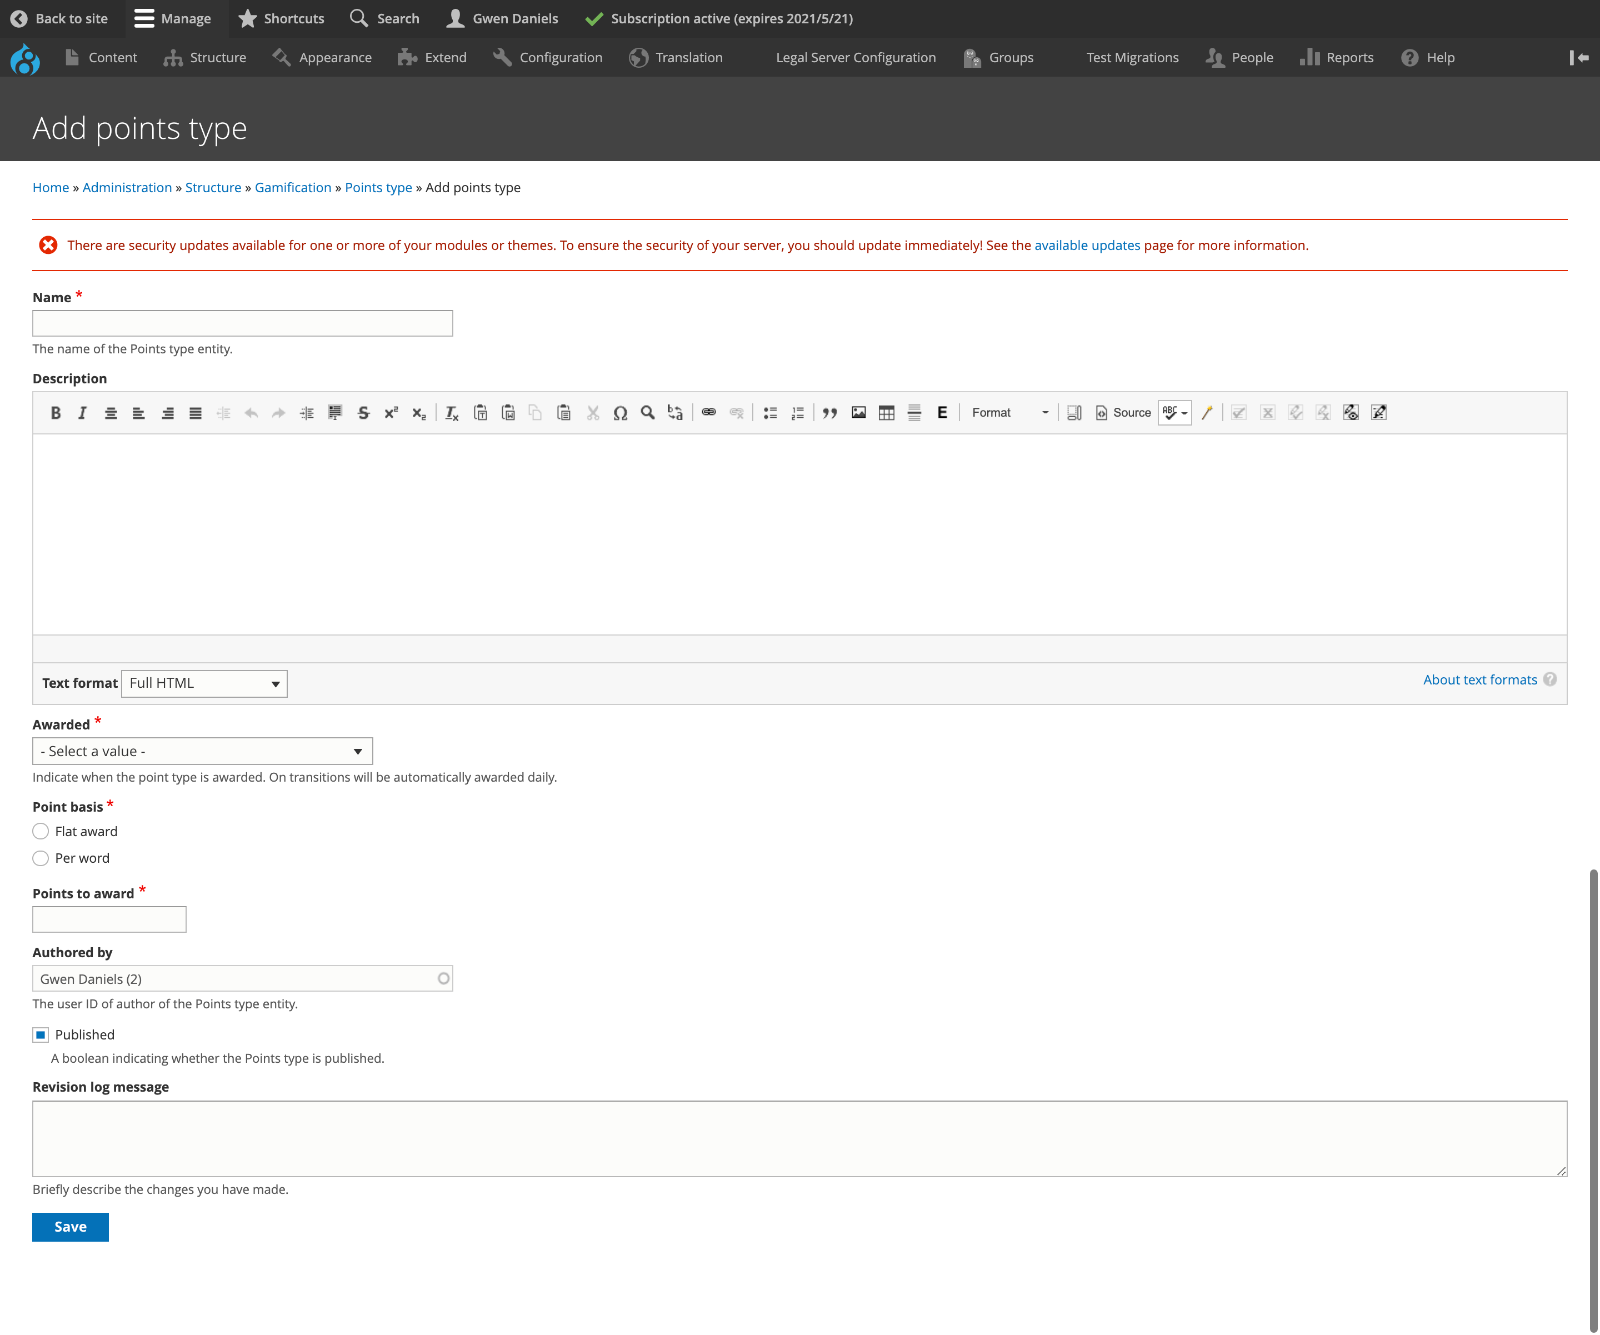 Back to site Manage Shortcuts Search Gwen Daniels Subscription active (expires 2021/5/21)
Content Structure Appearance Extend Configuration Translation Legal Server Configuration Groups Test Migrations People Reports Help
Add points type
Home » Administration » Structure » Gamification » Points type » Add points type
There are security updates available for one or more of your modules or themes. To ensure the security of your server, you should update immediately! See the available updates page for more information.
Name *
The name of the Points type entity.
Description
Format Source
Text format Full HTML About text formats ?
Awarded *
- Select a value -
Indicate when the point type is awarded. On transitions will be automatically awarded daily.
Point basis *
Flat award
Per word
Points to award *
Authored by
Gwen Daniels (2)
The user ID of author of the Points type entity.
Published
A boolean indicating whether the Points type is published.
Revision log message
Briefly describe the changes you have made.
Save